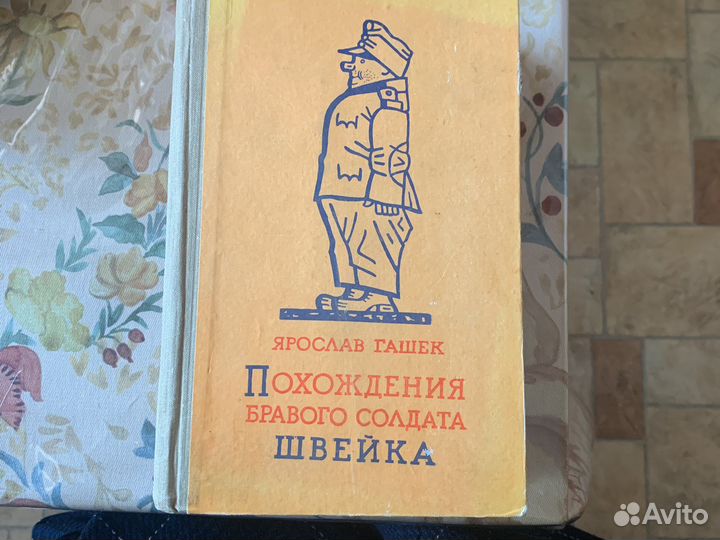 ЯРОСЛАВ ГАШЕК
ПОХОЖДЕНИЯ
БРАВОГО СОЛДАТА
ШВЕЙКА
Avito